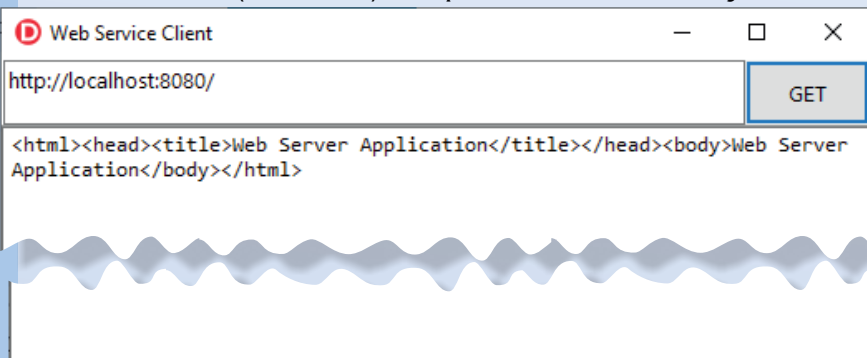 Web Service Client
http://localhost:8080/
GET
<html><head><title>Web Server Application</title></head><body>Web Server
Application</body></html>